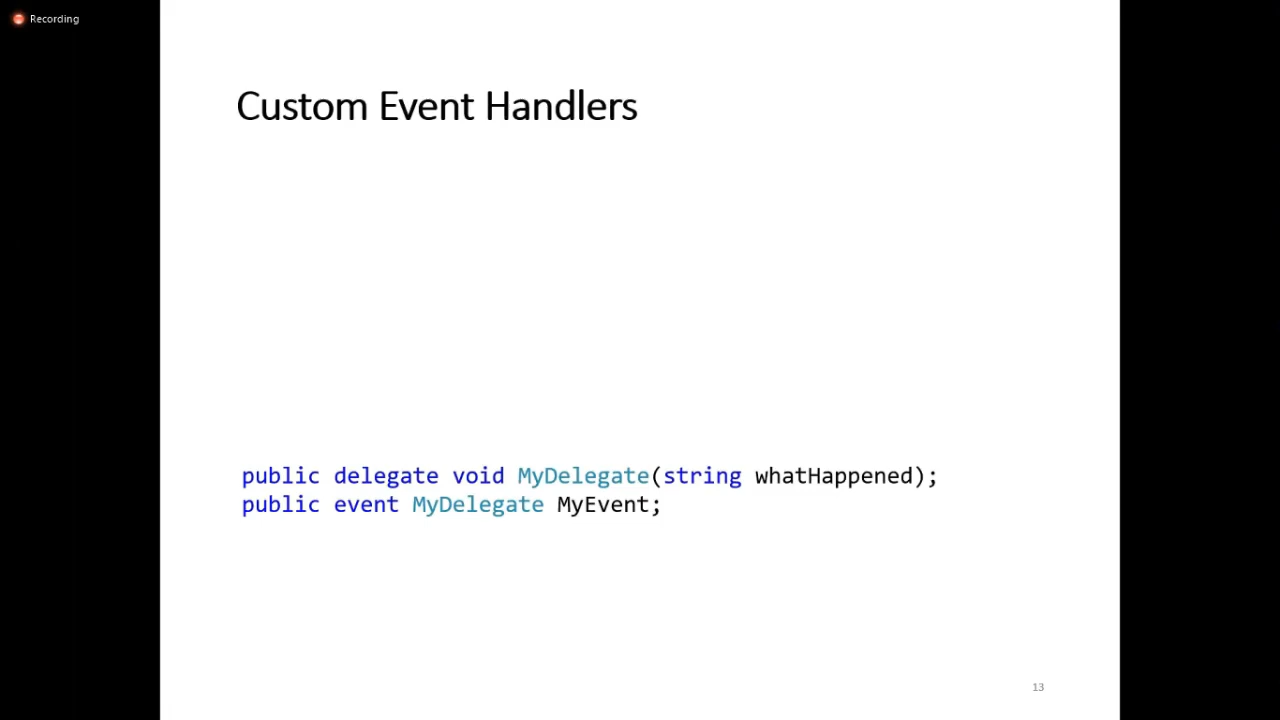 Recording
Custom Event Handlers
public delegate void MyDelegate(string whatHappened);
public event MyDelegate MyEvent;
13